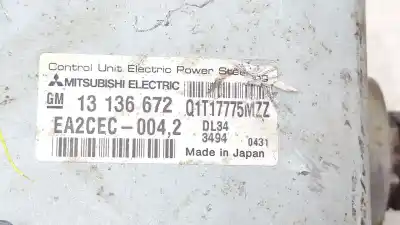 Control Unit Electric Power Steering
MITSUBISHI ELECTRIC
GM 13 136 672 Q1T17775MZZ
EA2CEC-004,2 DL34
3494 0431
Made in Japan